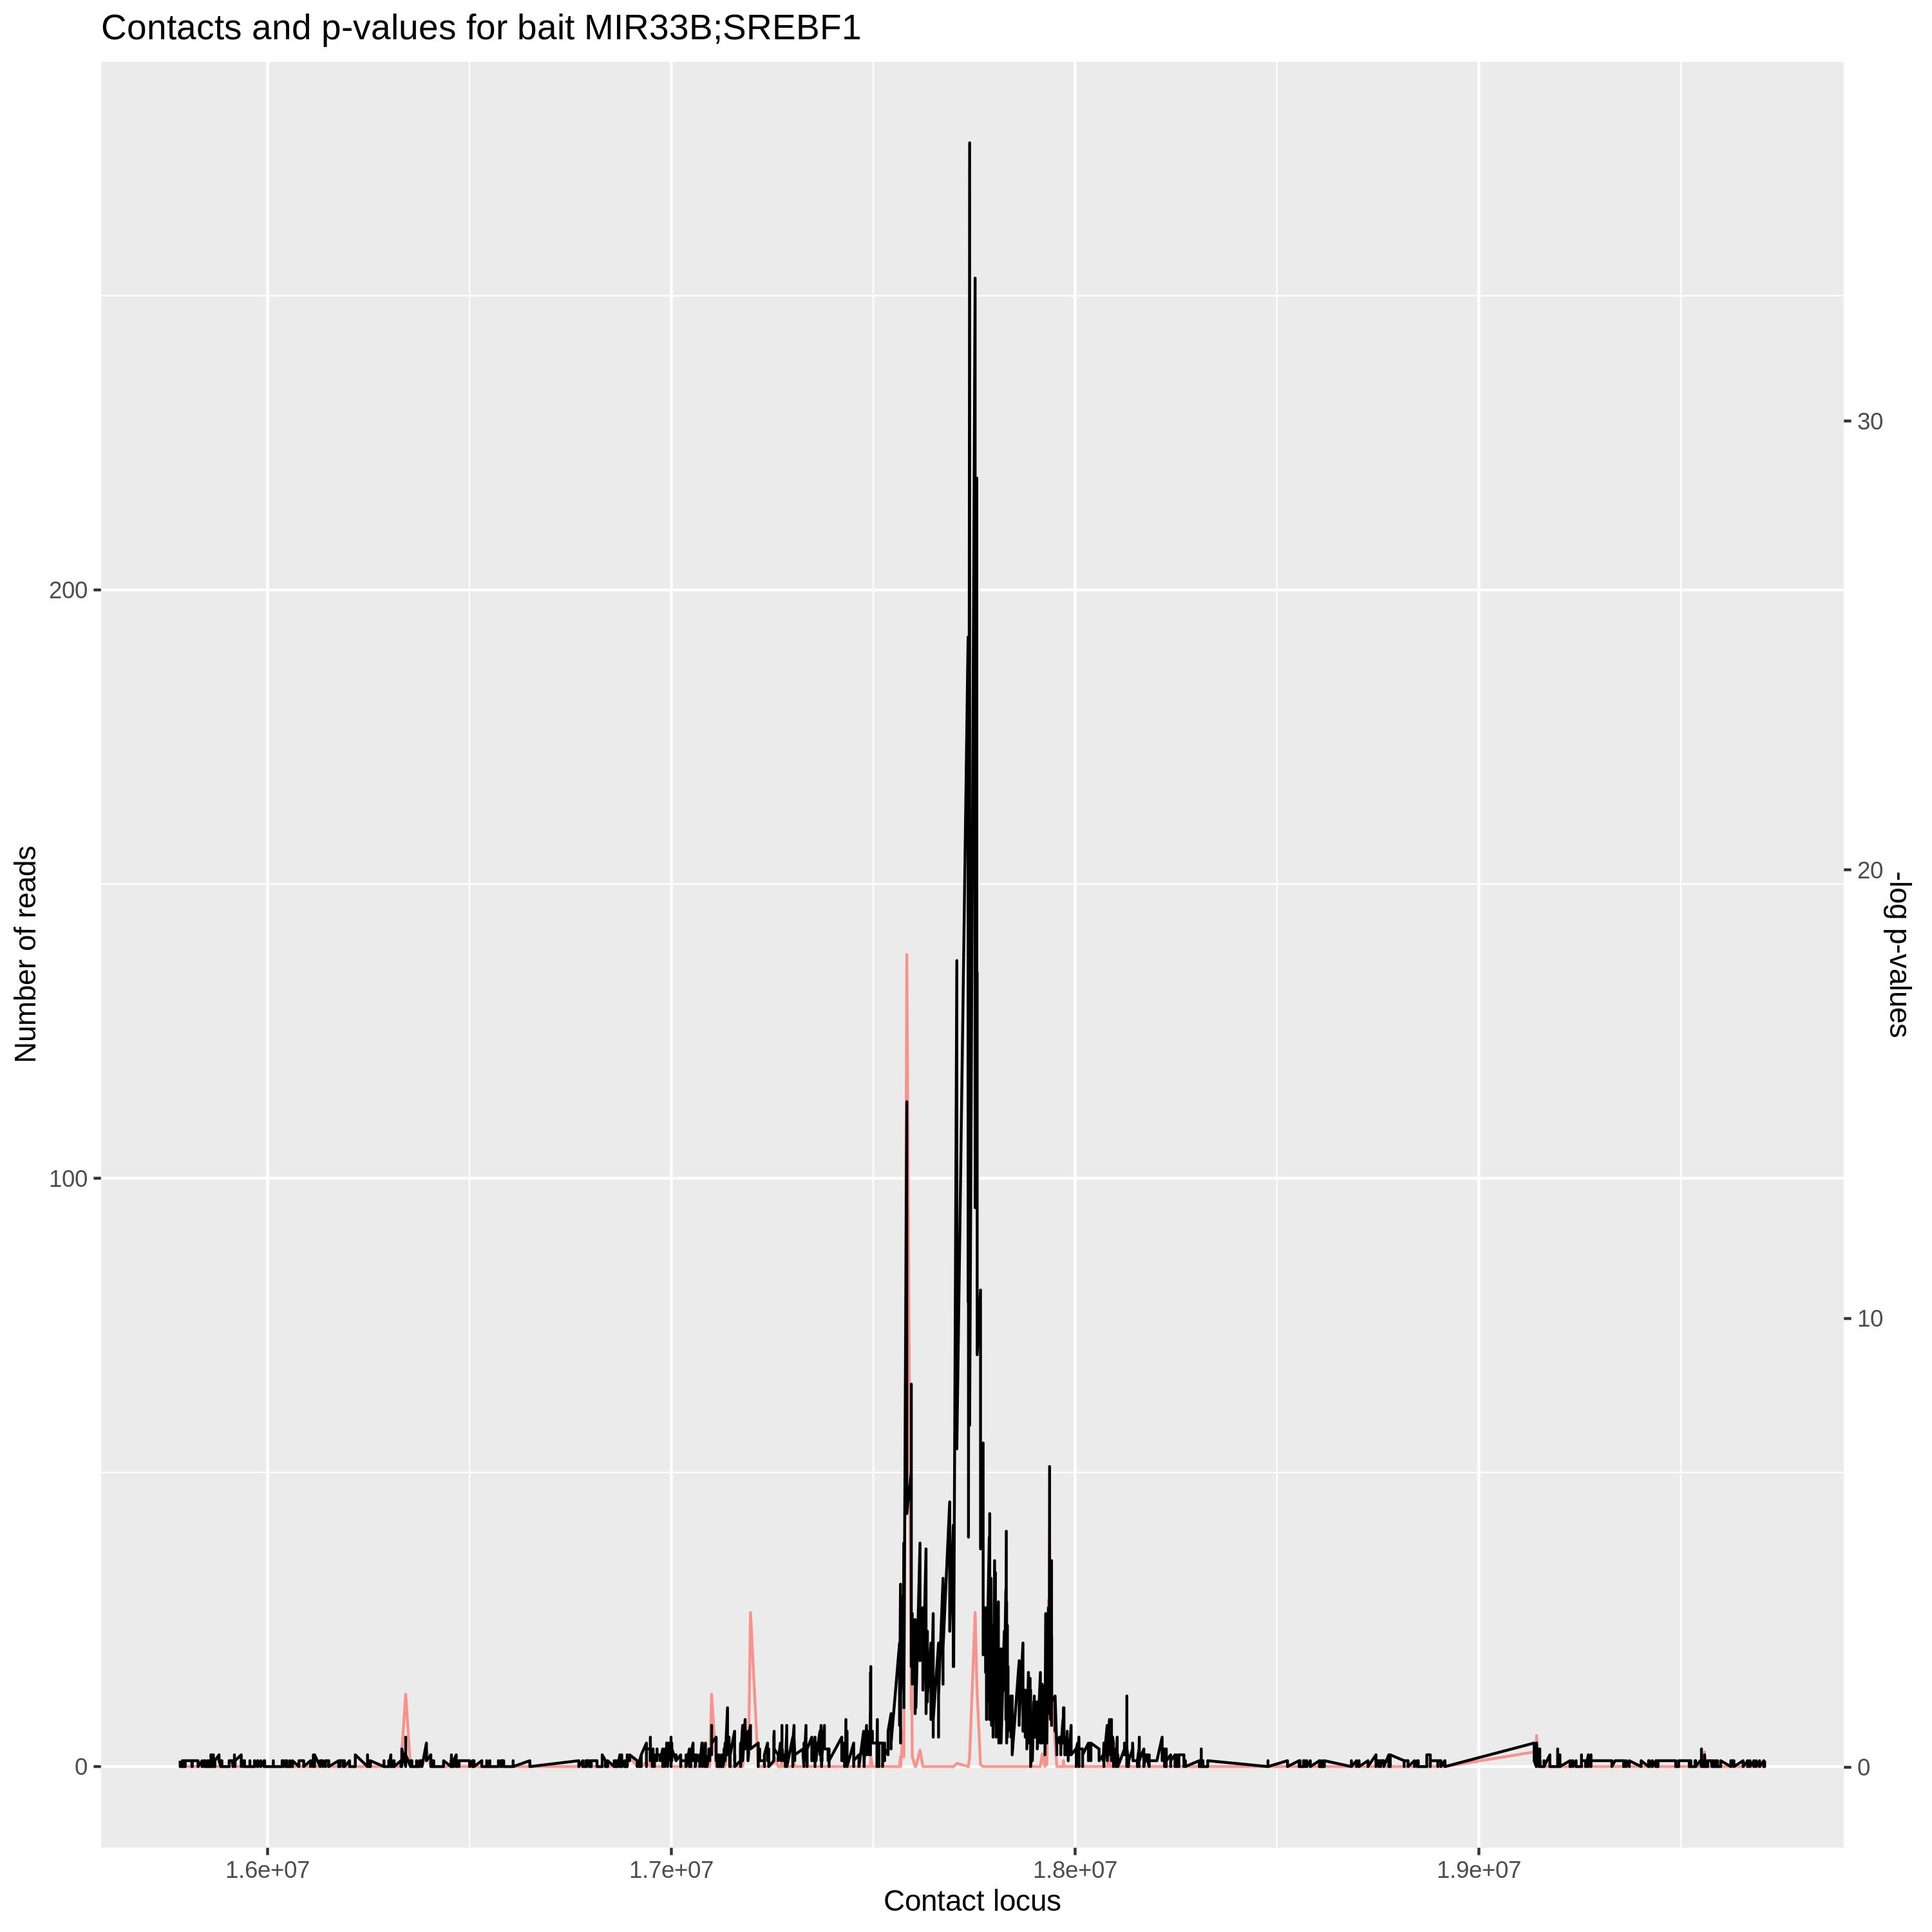 Contacts and p-values for bait MIR33B;SREBF1
Number of reads
200
100
0
30
20
10
0
-log p-values
1.6e+07
1.7e+07
1.8e+07
1.9e+07
Contact locus